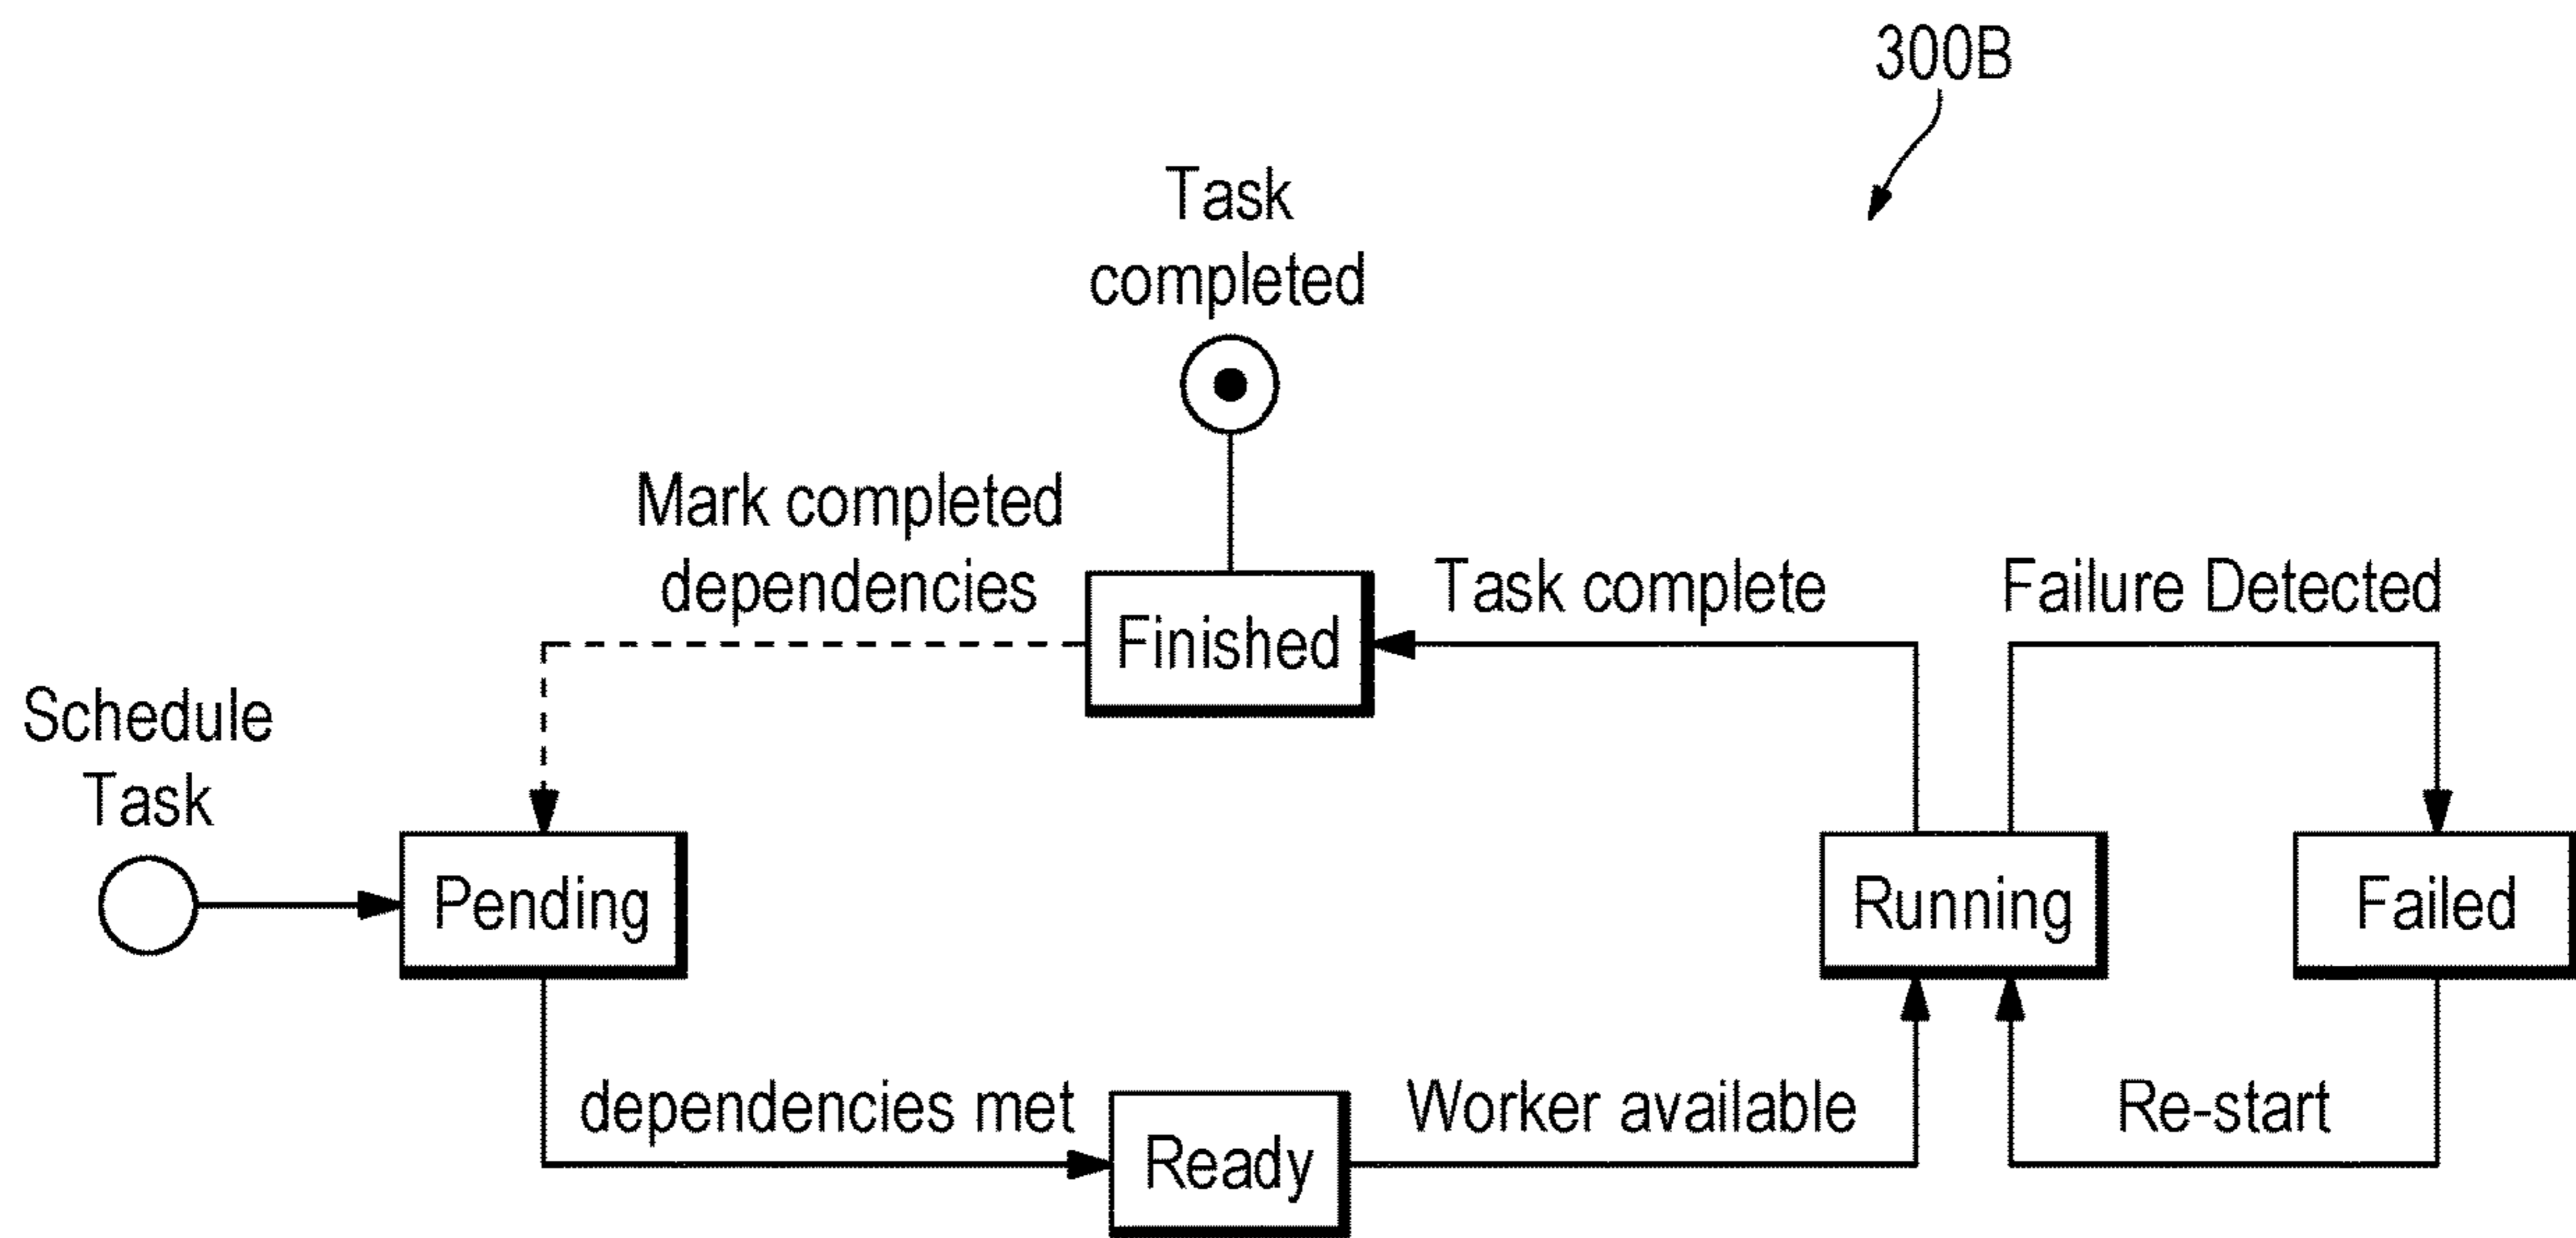 300B
Task
completed
Mark completed
dependencies
Finished
Task complete
Failure Detected
Schedule
Task
Pending
Running
Failed
dependencies met
Ready
Worker available
Re-start